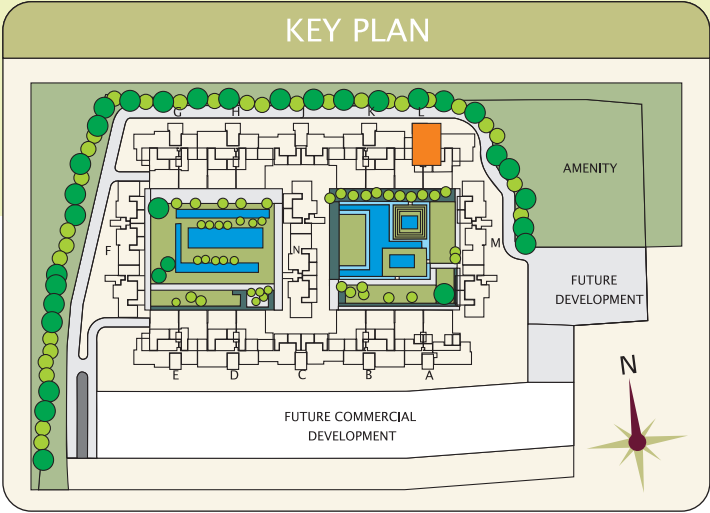 KEY PLAN
G H J K L
AMENITY
F N M
FUTURE
DEVELOPMENT
N
E D C B A
FUTURE COMMERCIAL
DEVELOPMENT